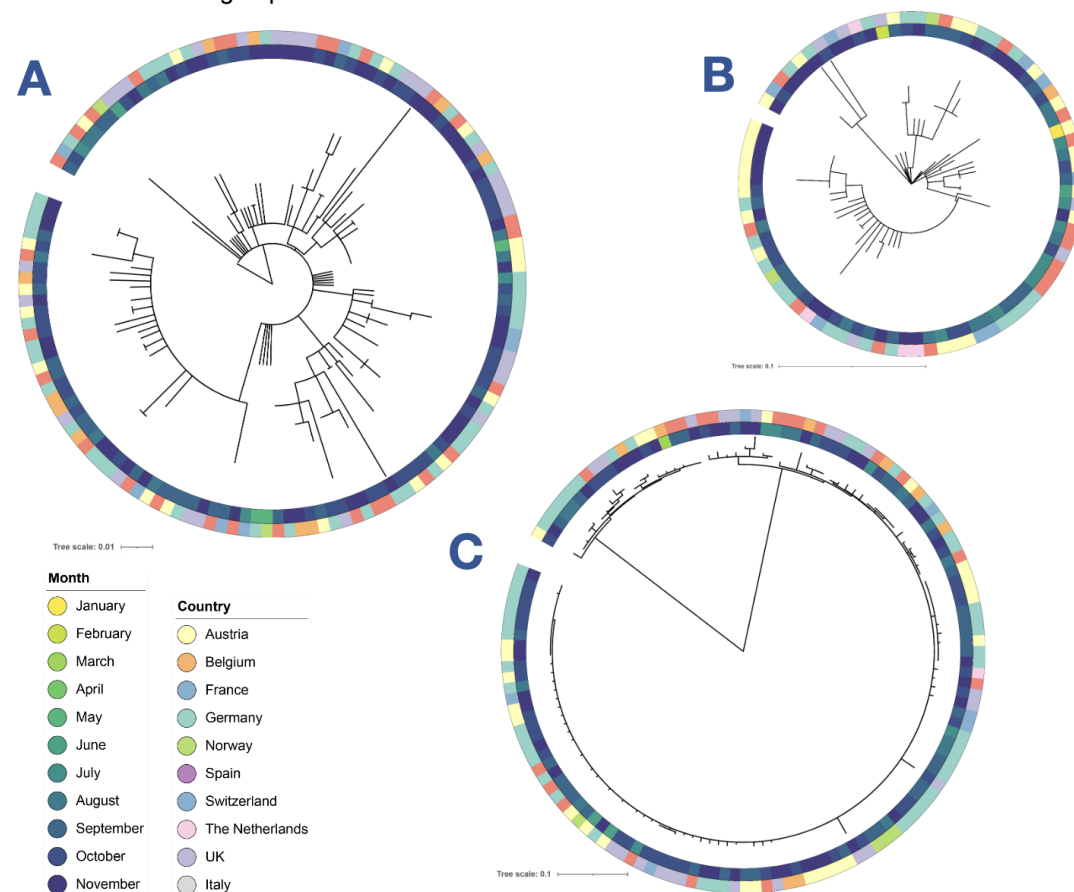 A
B
Tree scale: 0.1
Tree scale: 0.01
C
Month
January
February
March
April
May
June
July
August
September
October
November
Country
Austria
Belgium
France
Germany
Norway
Spain
Switzerland
The Netherlands
UK
Italy
Tree scale: 0.1